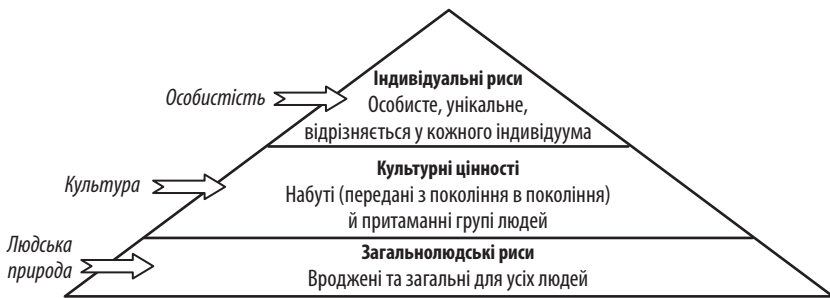 Особистість
Індивідуальні риси
Особисте, унікальне,
відрізняється у кожного індивідуума
Культура
Культурні цінності
Набуті (передані з покоління в покоління)
й притаманні групі людей
Людська
природа
Загальнолюдські риси
Вроджені та загальні для усіх людей